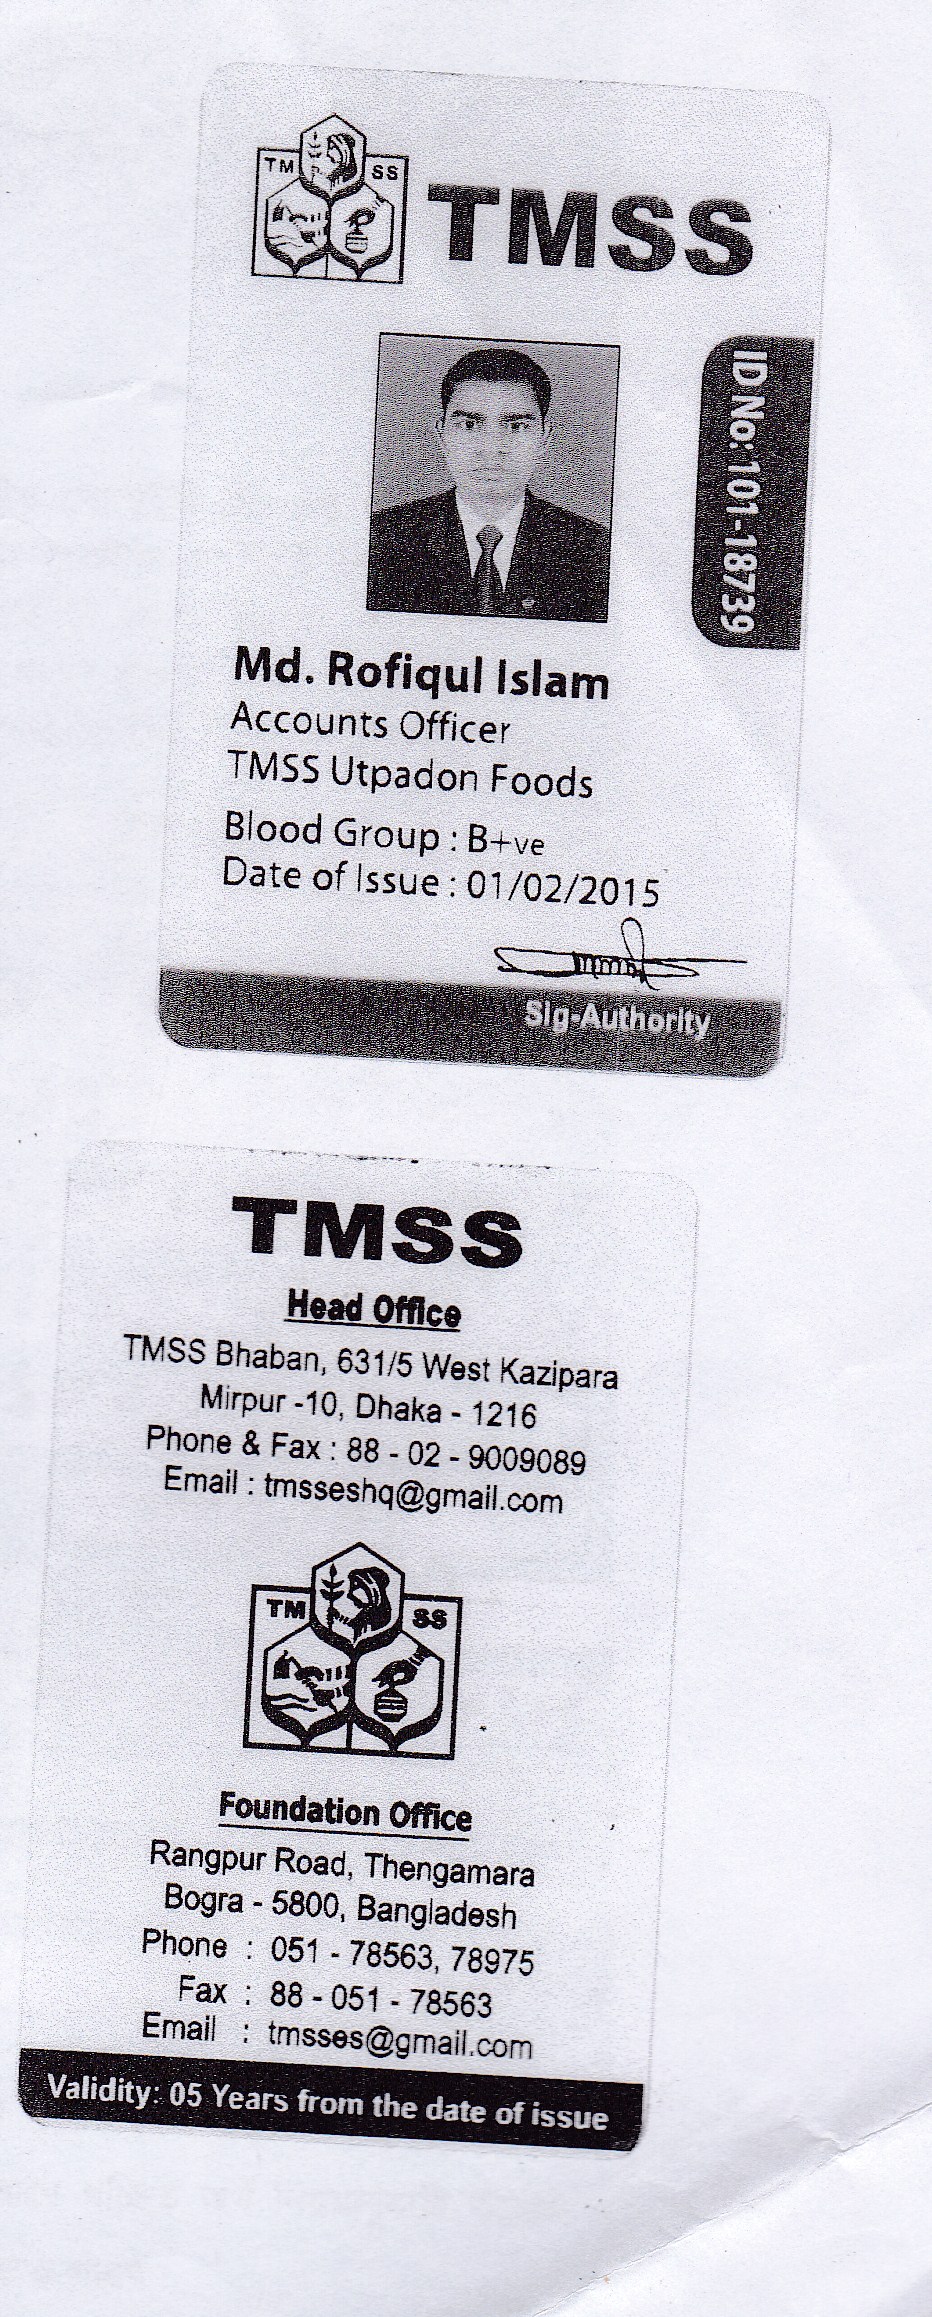 TM SS
TMSS
ID No: 101-18739
Md. Rofiqul Islam
Accounts Officer
TMSS Utpadon Foods
Blood Group : B+ve
Date of Issue : 01/02/2015
Sig-Authority
TMSS
Head Office
TMSS Bhaban, 631/5 West Kazipara
Mirpur -10, Dhaka - 1216
Phone & Fax : 88 - 02 - 9009089
Email : tmsseshq@gmail.com
TM SS
Foundation Office
Rangpur Road, Thengamara
Bogra - 5800, Bangladesh
Phone : 051 - 78563, 78975
Fax : 88 - 051 - 78563
Email : tmsses@gmail.com
Validity: 05 Years from the date of issue